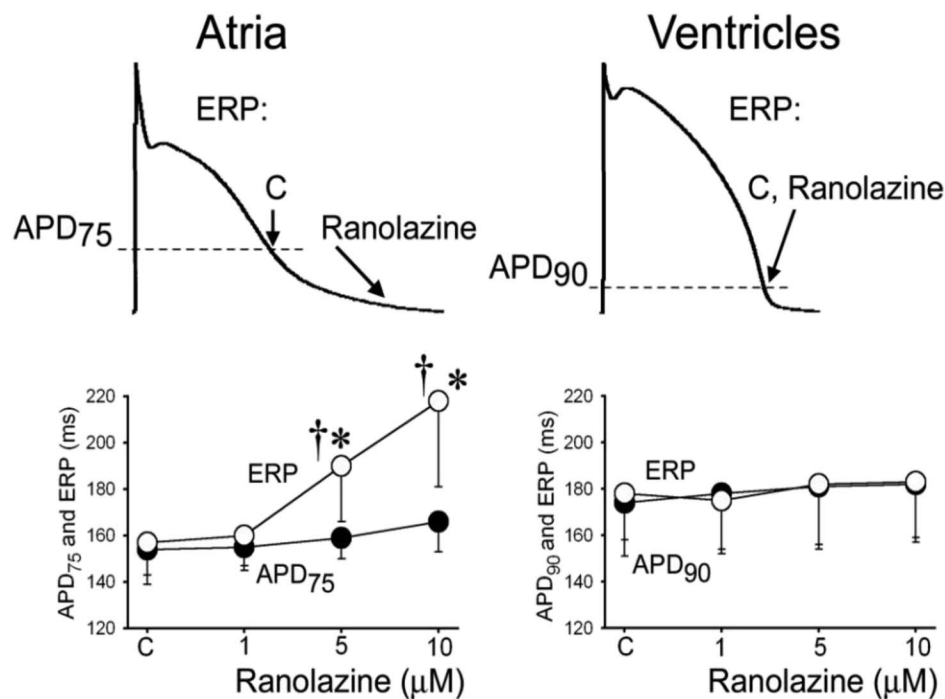 Atria
ERP:
C
Ranolazine
APD75
Ventricles
ERP:
C, Ranolazine
APD90
APD75 and ERP (ms)
220
200
180
160
140
120
†*
† *
ERP
APD75
C 1 5 10
Ranolazine (µM)
APD90 and ERP (ms)
220
200
180
160
140
120
ERP
APD90
C 1 5 10
Ranolazine (µM)